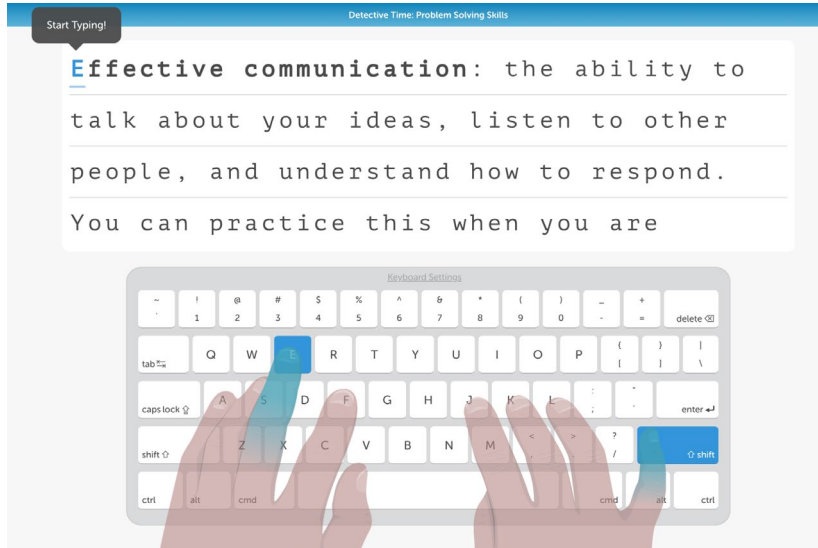 Detective Time: Problem Solving Skills
Start Typing!
Effective communication: the ability to
talk about your ideas, listen to other
people, and understand how to respond.
You can practice this when you are
Keyboard Settings
~ ! @ # $ % ^ & * ( ) _ +
` 1 2 3 4 5 6 7 8 9 0 - = delete
tab Q W E R T Y U I O P { [ } ] | \
caps lock A S D F G H J K L : ; " ' enter
shift Z X C V B N M < , > . ? / shift
ctrl alt cmd cmd alt ctrl